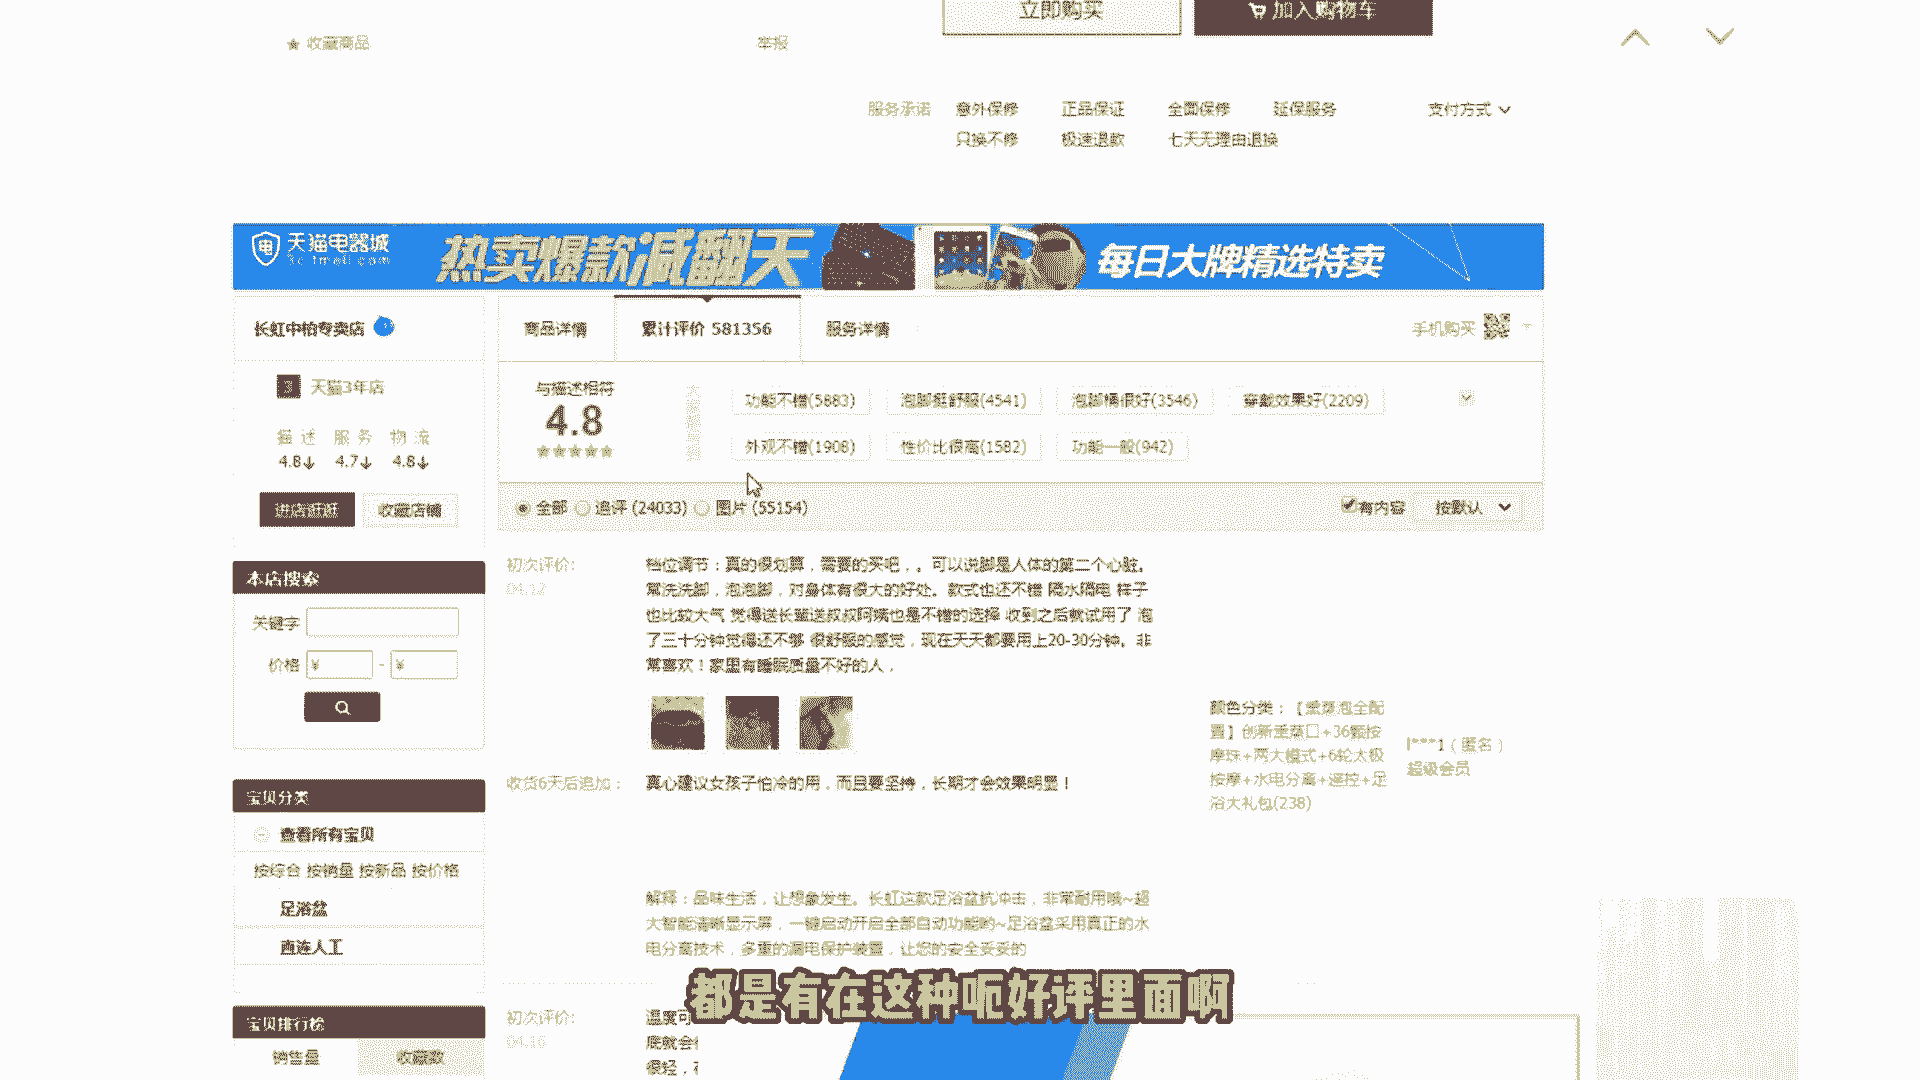 立即购买
加入购物车
收藏商品
举报
服务承诺 意外保修 正品保证 全国保修 延保服务 支付方式
只换不修 极速退款 七天无理由退换
天猫电器城
3c.tmall.com
热卖爆款减翻天
每日大牌精选特卖
长虹中柏专卖店
商品详情
累计评价 581356
服务详情
手机购买
3 天猫3年店
描述 服务 物流
4.8↓ 4.7↓ 4.8↓
进店逛逛 收藏店铺
与描述相符
4.8
功能不错(5883) 泡脚挺舒服(4541) 泡脚桶很好(3546) 穿戴效果好(2209)
外观不错(1908) 性价比很高(1582) 功能一般(942)
全部 追评 (24033) 图片 (55154)
有内容 按默认
本店搜索
关键字
价格 ¥ - ¥
宝贝分类
查看所有宝贝
按综合 按销量 按新品 按价格
足浴盆
直连人工
宝贝排行榜
销售量 收藏数
初次评价:
04.12
档位调节：真的很划算，需要的买吧，。可以说脚是人体的第二个心脏。
常洗洗脚，泡泡脚，对身体有很大的好处。款式也还不错 隔水隔电 样子
也比较大气 觉得送长辈送叔叔阿姨也是不错的选择 收到之后就试用了 泡
了三十分钟觉得还不够 很舒服的感觉，现在天天都要用上20-30分钟。非
常喜欢！家里有睡眠质量不好的人，
收货6天后追加：
真心建议女孩子怕冷的用，而且要坚持，长期才会效果明显！
颜色分类：【熏蒸泡全配
置】创新熏蒸口+36颗按
摩珠+两大模式+6轮太极
按摩+水电分离+遥控+足
浴大礼包(238)
l***1（匿名）
超级会员
解释：品味生活，让想象发生。长虹这款足浴盆抗冲击，非常耐用哦~超
大智能清晰显示屏，一键启动开启全部自动功能哟~足浴盆采用真正的水
电分离技术，多重的漏电保护装置，让您的安全妥妥的
都是有在这种呃好评里面啊
初次评价:
04.16
温度可
底就会
很轻，